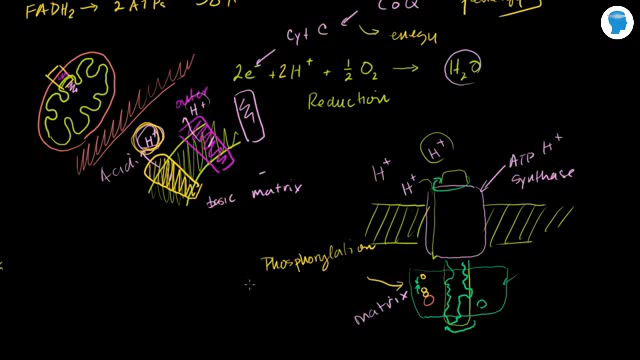 FADH₂ → 2 ATPs
CoQ
Cyt C
energy
2e⁻ + 2H⁺ + ½ O₂ → H₂O
Reduction
outer
H⁺
H⁺
Acidic
basic matrix
H⁺
H⁺
H⁺
ATP H⁺
Synthase
Phosphorylation
matrix